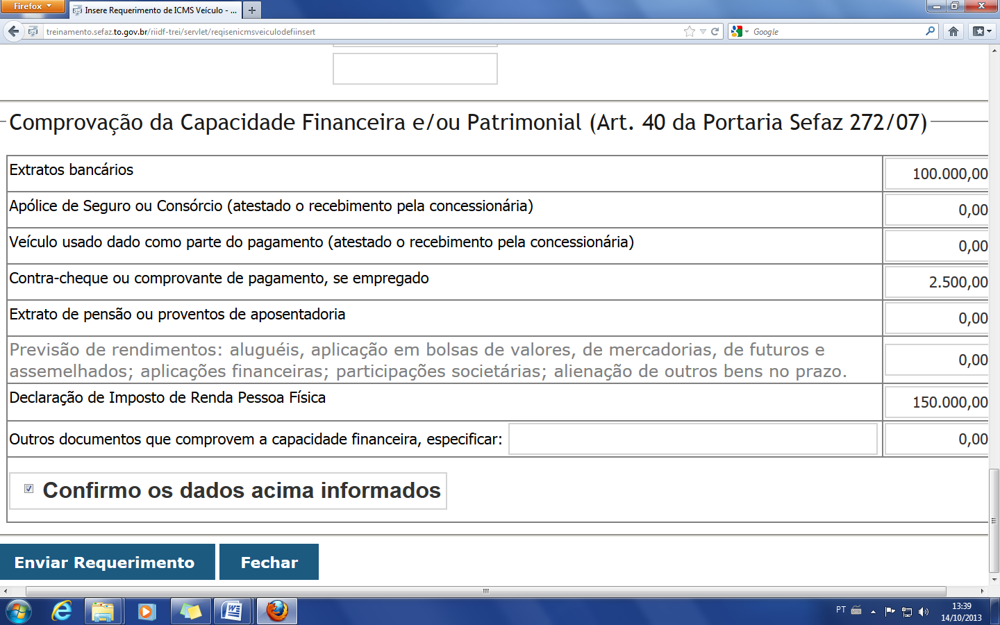 Firefox
Insere Requerimento de ICMS Veículo - ...
treinamento.sefaz.to.gov.br/riidf-trei/servlet/reqisenicmsveiculodefiinsert
Google
Comprovação da Capacidade Financeira e/ou Patrimonial (Art. 40 da Portaria Sefaz 272/07)
Extratos bancários 100.000,00
Apólice de Seguro ou Consórcio (atestado o recebimento pela concessionária) 0,00
Veículo usado dado como parte do pagamento (atestado o recebimento pela concessionária) 0,00
Contra-cheque ou comprovante de pagamento, se empregado 2.500,00
Extrato de pensão ou proventos de aposentadoria 0,00
Previsão de rendimentos: aluguéis, aplicação em bolsas de valores, de mercadorias, de futuros e
assemelhados; aplicações financeiras; participações societárias; alienação de outros bens no prazo. 0,00
Declaração de Imposto de Renda Pessoa Física 150.000,00
Outros documentos que comprovem a capacidade financeira, especificar: 0,00
Confirmo os dados acima informados
Enviar Requerimento Fechar
PT
13:39
14/10/2013